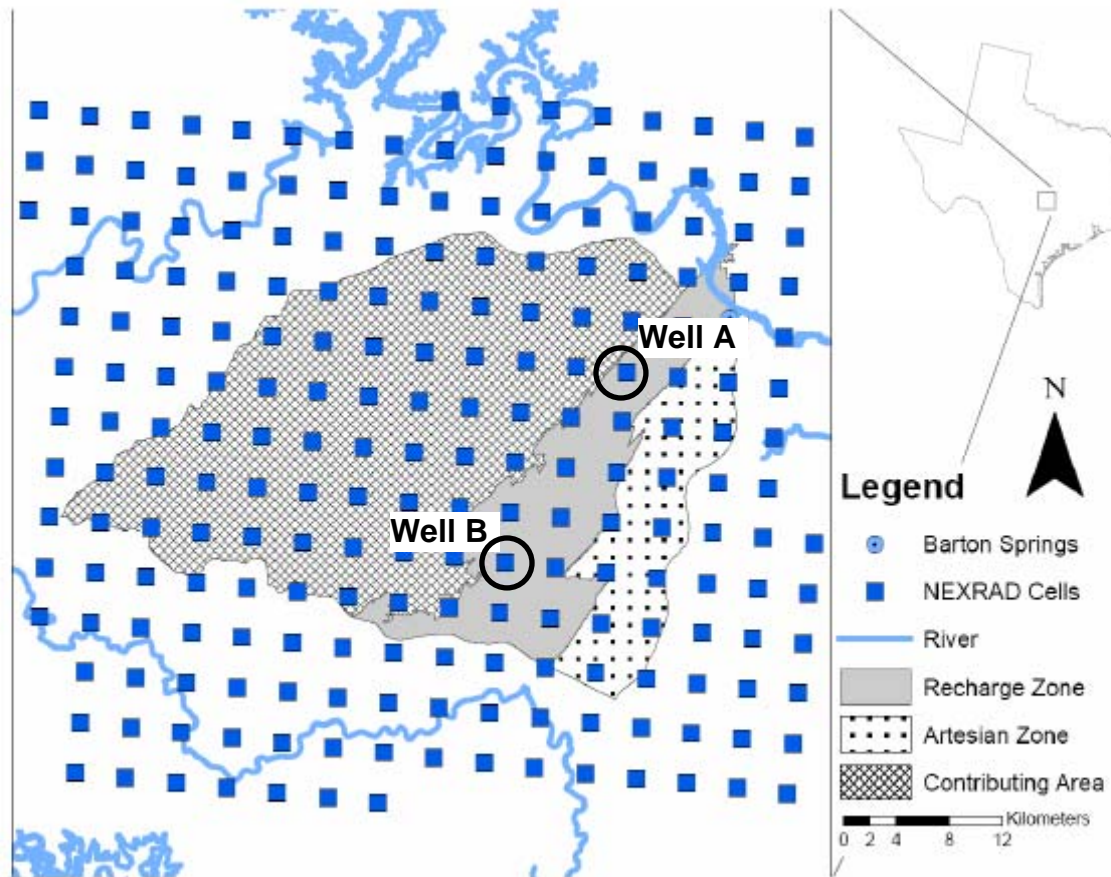 Well A
Well B
N
Legend
Barton Springs
NEXRAD Cells
River
Recharge Zone
Artesian Zone
Contributing Area
Kilometers
0 2 4 8 12